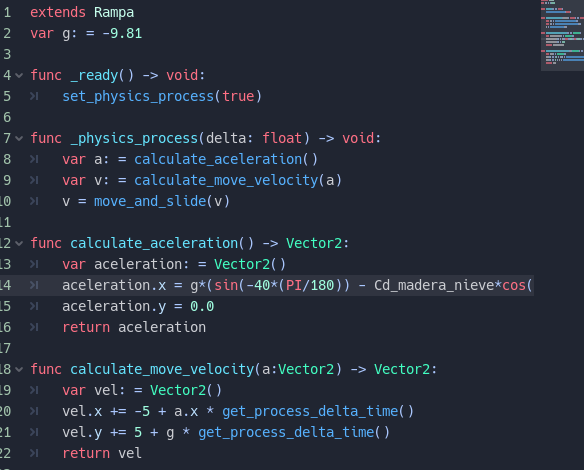 1 extends Rampa
2 var g: = -9.81
3
4 func _ready() -> void:
5 set_physics_process(true)
6
7 func _physics_process(delta: float) -> void:
8 var a: = calculate_aceleration()
9 var v: = calculate_move_velocity(a)
10 v = move_and_slide(v)
11
12 func calculate_aceleration() -> Vector2:
13 var aceleration: = Vector2()
14 aceleration.x = g*(sin(-40*(PI/180)) - Cd_madera_nieve*cos(
15 aceleration.y = 0.0
16 return aceleration
17
18 func calculate_move_velocity(a:Vector2) -> Vector2:
19 var vel: = Vector2()
20 vel.x += -5 + a.x * get_process_delta_time()
21 vel.y += 5 + g * get_process_delta_time()
22 return vel